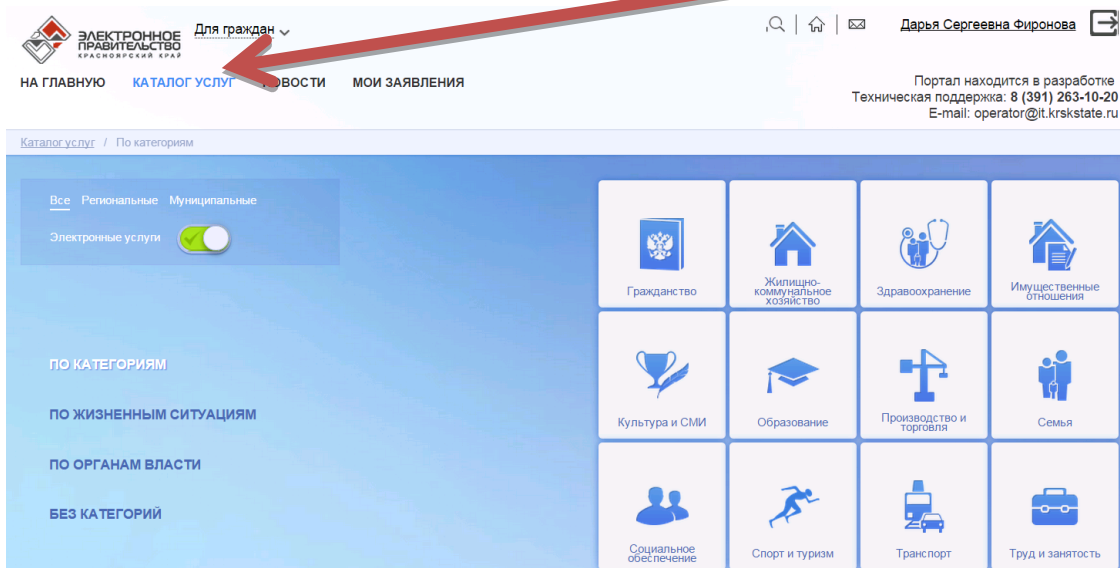 ЭЛЕКТРОННОЕ
ПРАВИТЕЛЬСТВО
КРАСНОЯРСКИЙ КРАЙ
Для граждан
Дарья Сергеевна Фиронова
НА ГЛАВНУЮ КАТАЛОГ УСЛУГ НОВОСТИ МОИ ЗАЯВЛЕНИЯ
Портал находится в разработке
Техническая поддержка: 8 (391) 263-10-20
E-mail: operator@it.krskstate.ru
Каталог услуг / По категориям
Все Региональные Муниципальные
Электронные услуги
ПО КАТЕГОРИЯМ
ПО ЖИЗНЕННЫМ СИТУАЦИЯМ
ПО ОРГАНАМ ВЛАСТИ
БЕЗ КАТЕГОРИЙ
Гражданство
Жилищно-
коммунальное
хозяйство
Здравоохранение
Имущественные
отношения
Культура и СМИ
Образование
Производство и
торговля
Семья
Социальное
обеспечение
Спорт и туризм
Транспорт
Труд и занятость